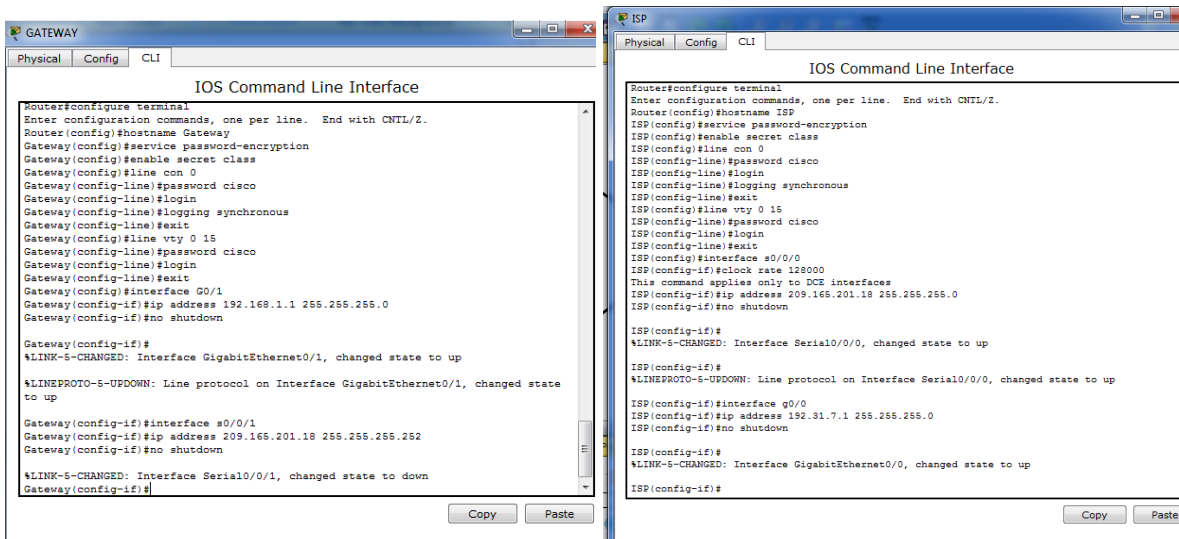 GATEWAY
Physical Config CLI
IOS Command Line Interface
Router#configure terminal
Enter configuration commands, one per line. End with CNTL/Z.
Router(config)#hostname Gateway
Gateway(config)#service password-encryption
Gateway(config)#enable secret class
Gateway(config)#line con 0
Gateway(config-line)#password cisco
Gateway(config-line)#login
Gateway(config-line)#logging synchronous
Gateway(config-line)#exit
Gateway(config)#line vty 0 15
Gateway(config-line)#password cisco
Gateway(config-line)#login
Gateway(config-line)#exit
Gateway(config)#interface G0/1
Gateway(config-if)#ip address 192.168.1.1 255.255.255.0
Gateway(config-if)#no shutdown
Gateway(config-if)#
%LINK-5-CHANGED: Interface GigabitEthernet0/1, changed state to up
%LINEPROTO-5-UPDOWN: Line protocol on Interface GigabitEthernet0/1, changed state
to up
Gateway(config-if)#interface s0/0/1
Gateway(config-if)#ip address 209.165.201.18 255.255.255.252
Gateway(config-if)#no shutdown
%LINK-5-CHANGED: Interface Serial0/0/1, changed state to down
Gateway(config-if)#
Copy Paste
ISP
Physical Config CLI
IOS Command Line Interface
Router#configure terminal
Enter configuration commands, one per line. End with CNTL/Z.
Router(config)#hostname ISP
ISP(config)#service password-encryption
ISP(config)#enable secret class
ISP(config)#line con 0
ISP(config-line)#password cisco
ISP(config-line)#login
ISP(config-line)#logging synchronous
ISP(config-line)#exit
ISP(config)#line vty 0 15
ISP(config-line)#password cisco
ISP(config-line)#login
ISP(config-line)#exit
ISP(config)#interface s0/0/0
ISP(config-if)#clock rate 128000
This command applies only to DCE interfaces
ISP(config-if)#ip address 209.165.201.18 255.255.255.0
ISP(config-if)#no shutdown
ISP(config-if)#
%LINK-5-CHANGED: Interface Serial0/0/0, changed state to up
ISP(config-if)#
%LINEPROTO-5-UPDOWN: Line protocol on Interface Serial0/0/0, changed state to up
ISP(config-if)#interface g0/0
ISP(config-if)#ip address 192.31.7.1 255.255.255.0
ISP(config-if)#no shutdown
ISP(config-if)#
%LINK-5-CHANGED: Interface GigabitEthernet0/0, changed state to up
ISP(config-if)#
Copy Paste